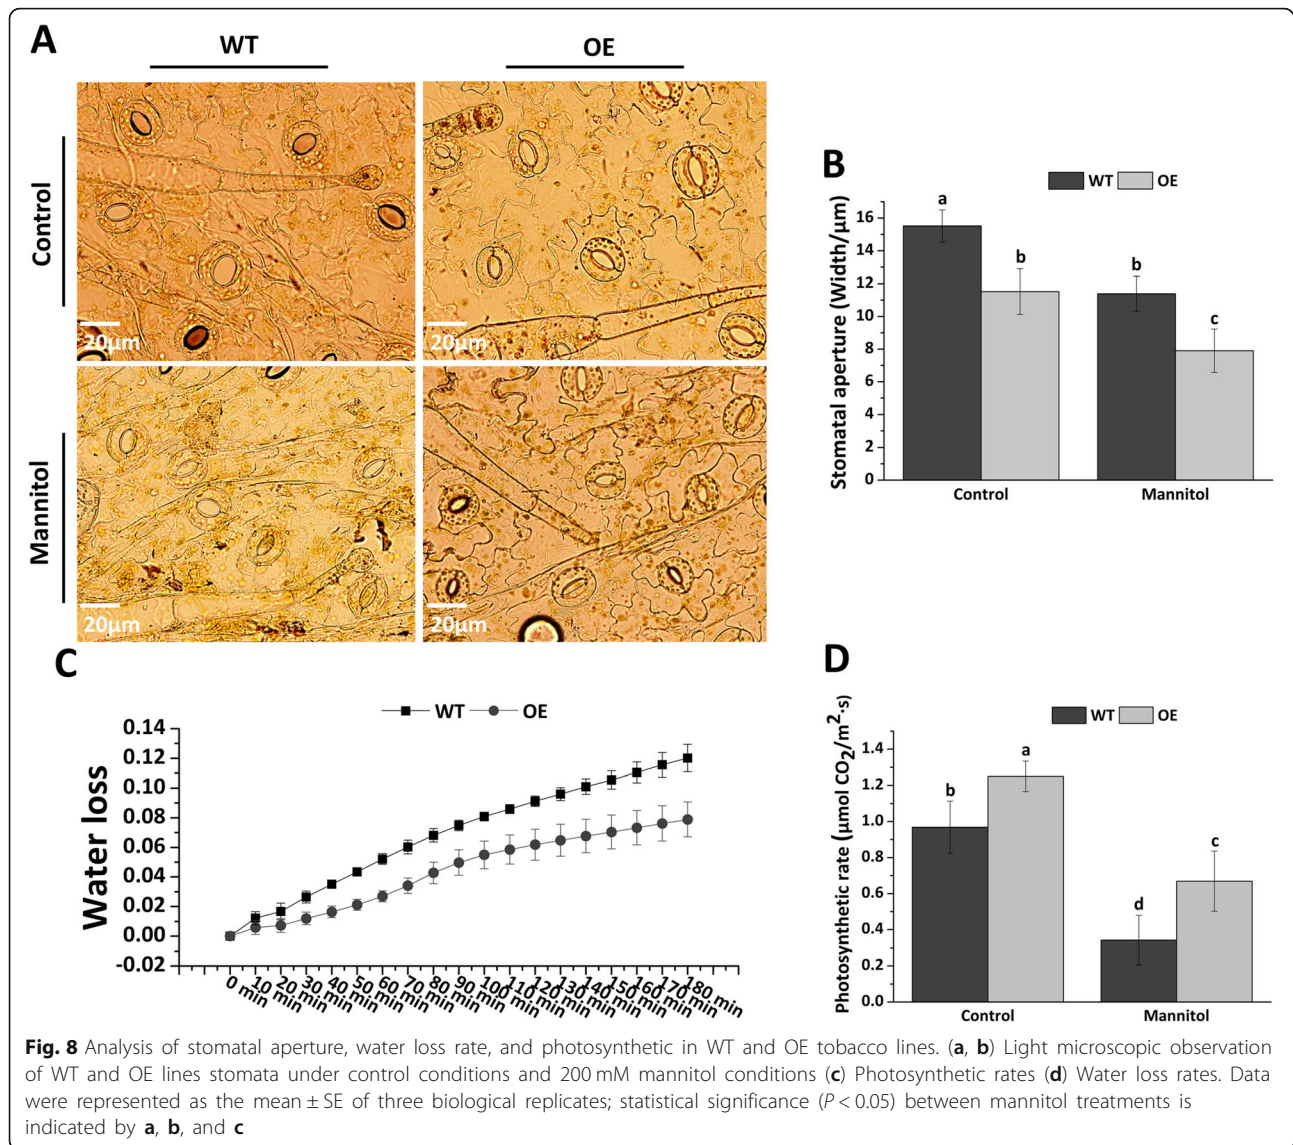 A
WT
OE
Control
20μm
20μm
Mannitol
20μm
20μm
B
WT
OE
Stomatal aperture (Width/μm)
16
14
12
10
8
6
4
2
0
a
b
b
c
Control
Mannitol
C
WT
OE
Water loss
0.14
0.12
0.10
0.08
0.06
0.04
0.02
0.00
-0.02
0 min
10 min
20 min
30 min
40 min
50 min
60 min
70 min
80 min
90 min
100 min
110 min
120 min
130 min
140 min
150 min
160 min
170 min
180 min
D
WT
OE
Photosynthetic rate (μmol CO₂/m²·s)
1.4
1.2
1.0
0.8
0.6
0.4
0.2
0.0
b
a
d
c
Control
Mannitol
Fig. 8 Analysis of stomatal aperture, water loss rate, and photosynthetic in WT and OE tobacco lines. (a, b) Light microscopic observation
of WT and OE lines stomata under control conditions and 200 mM mannitol conditions (c) Photosynthetic rates (d) Water loss rates. Data
were represented as the mean ± SE of three biological replicates; statistical significance (P < 0.05) between mannitol treatments is
indicated by a, b, and c